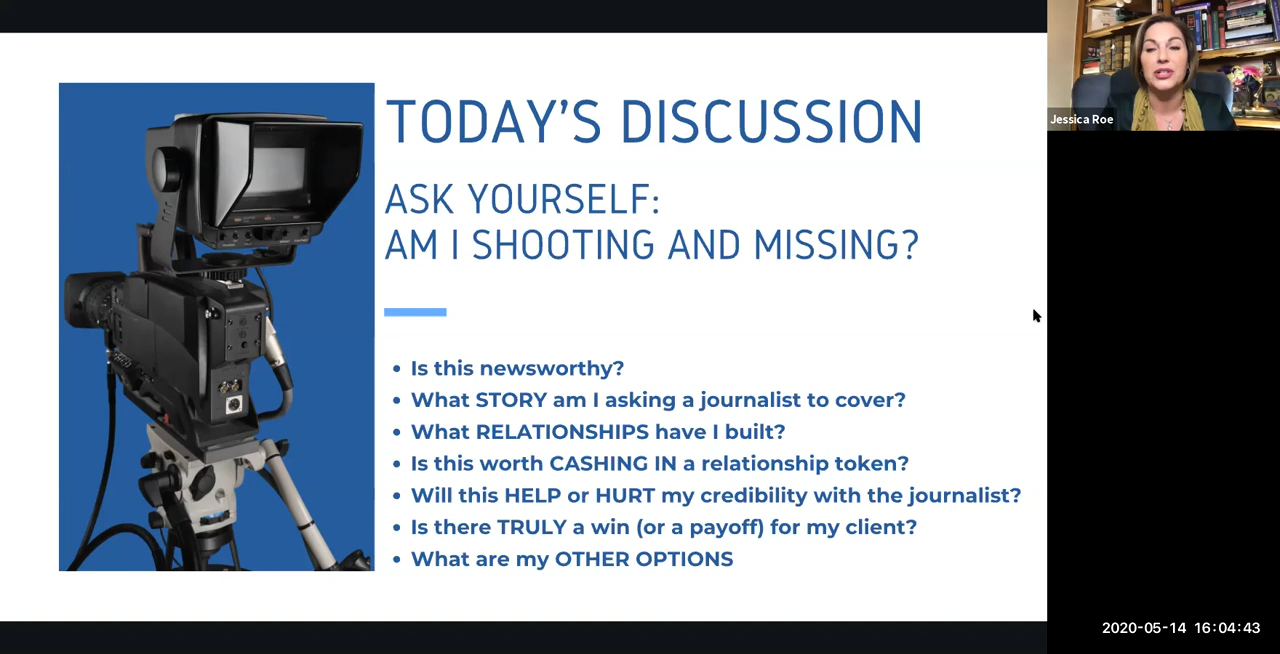 TODAY'S DISCUSSION
ASK YOURSELF:
AM I SHOOTING AND MISSING?
• Is this newsworthy?
• What STORY am I asking a journalist to cover?
• What RELATIONSHIPS have I built?
• Is this worth CASHING IN a relationship token?
• Will this HELP or HURT my credibility with the journalist?
• Is there TRULY a win (or a payoff) for my client?
• What are my OTHER OPTIONS
Jessica Roe
2020-05-14 16:04:43